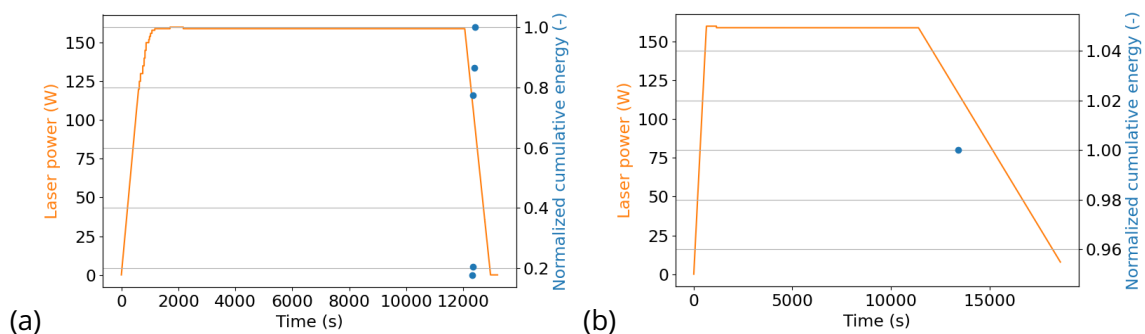 Laser power (W)
150
125
100
75
50
25
0
0 2000 4000 6000 8000 10000 12000
Time (s)
1.0
0.8
0.6
0.4
0.2
Normalized cumulative energy (-)
(a)
Laser power (W)
150
125
100
75
50
25
0
0 5000 10000 15000
Time (s)
1.04
1.02
1.00
0.98
0.96
Normalized cumulative energy (-)
(b)